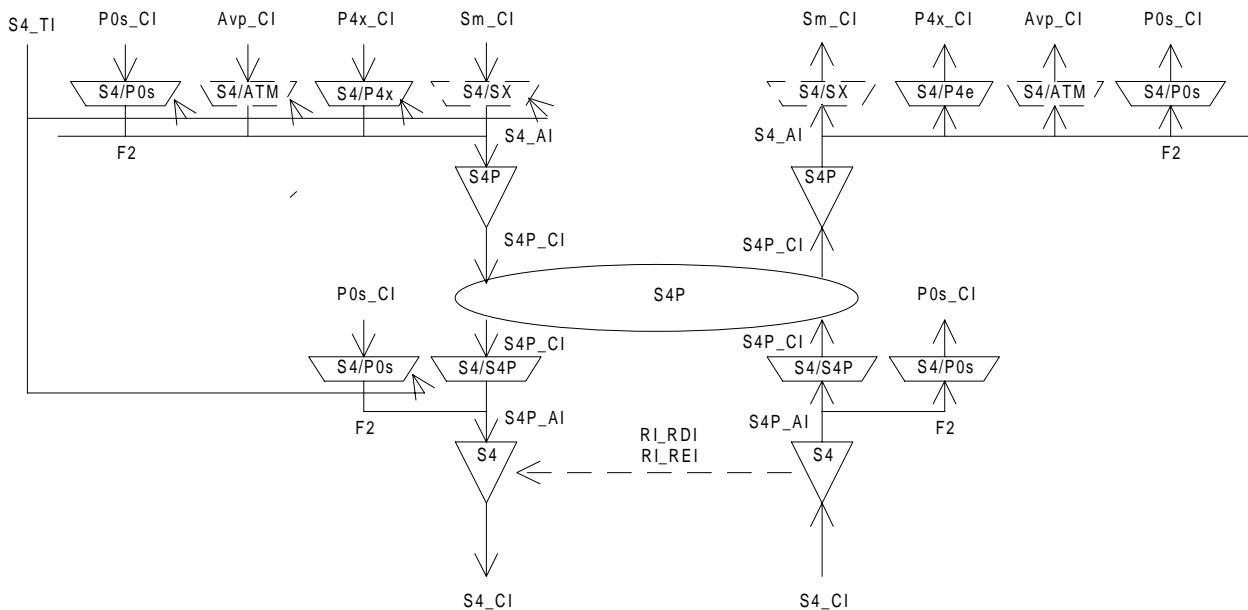 S4_TI P0s_CI Avp_CI P4x_CI Sm_CI Sm_CI P4x_CI Avp_CI P0s_CI
S4/P0s S4/ATM S4/P4x S4/SX S4/SX S4/P4e S4/ATM S4/P0s
F2 S4_AI S4_AI F2
S4P S4P
S4P_CI S4P_CI
P0s_CI S4P P0s_CI
S4P_CI S4P_CI
S4/P0s S4/S4P S4/S4P S4/P0s
F2 S4P_AI S4P_AI F2
RI_RDI
RI_REI
S4 S4
S4_CI S4_CI